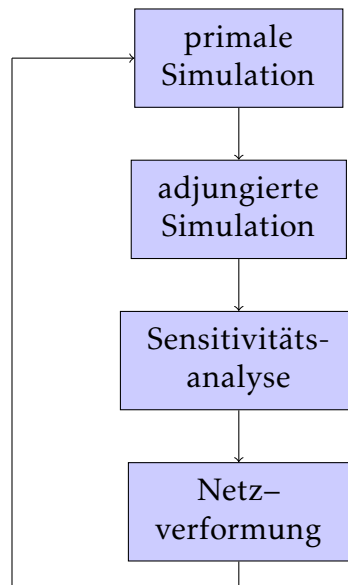 primale
Simulation
adjungierte
Simulation
Sensitivitäts-
analyse
Netz–
verformung